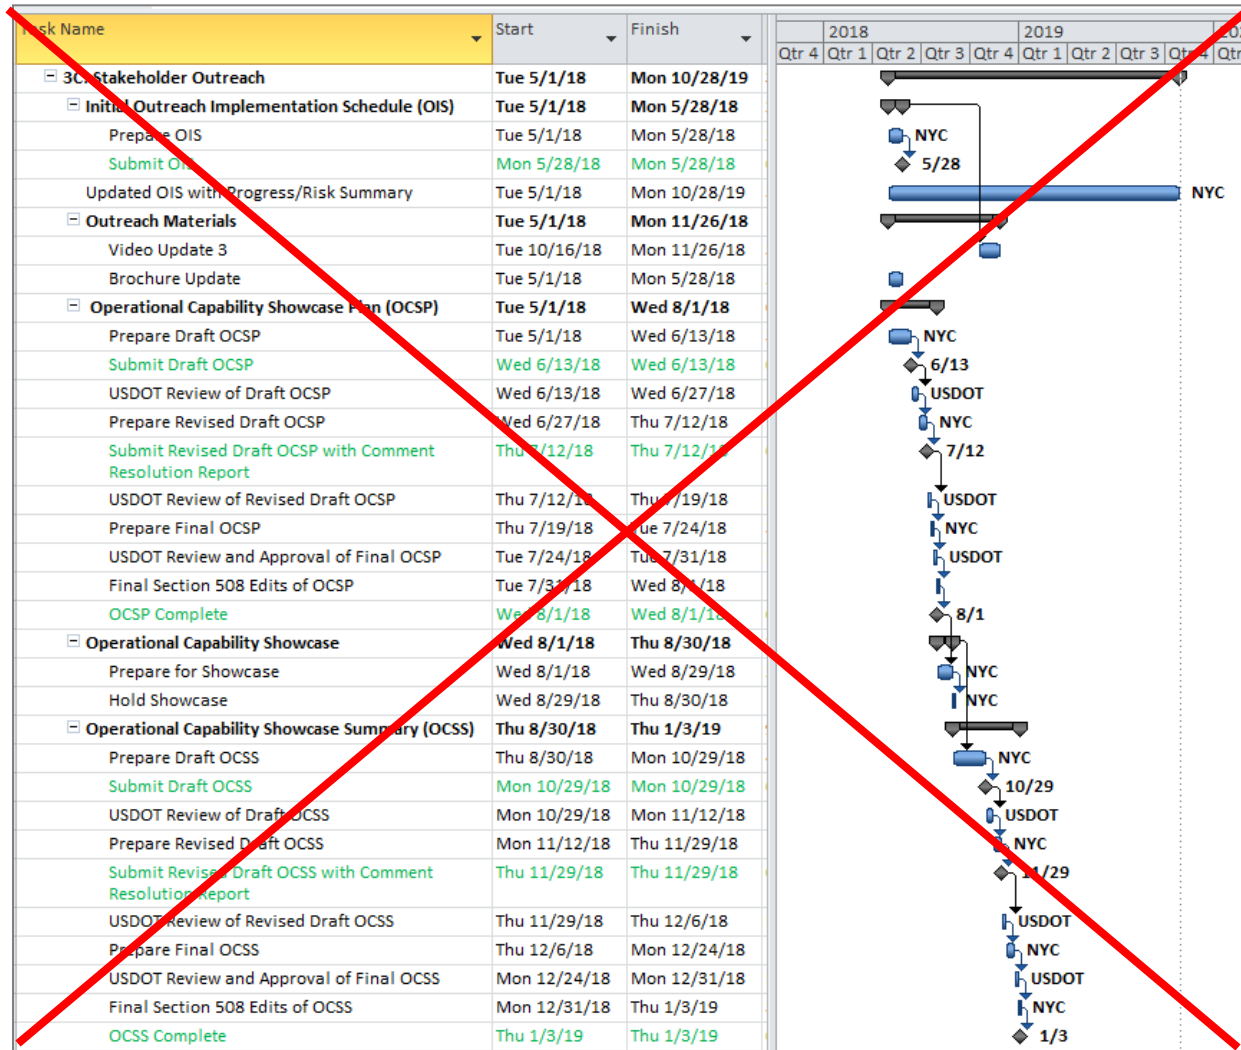 Task Name Start Finish 2018 2019
Qtr 4 Qtr 1 Qtr 2 Qtr 3 Qtr 4 Qtr 1 Qtr 2 Qtr 3 Qtr 4 Qtr
3C: Stakeholder Outreach Tue 5/1/18 Mon 10/28/19
Initial Outreach Implementation Schedule (OIS) Tue 5/1/18 Mon 5/28/18
Prepare OIS Tue 5/1/18 Mon 5/28/18 NYC
Submit OIS Mon 5/28/18 Mon 5/28/18 5/28
Updated OIS with Progress/Risk Summary Tue 5/1/18 Mon 10/28/19 NYC
Outreach Materials Tue 5/1/18 Mon 11/26/18
Video Update 3 Tue 10/16/18 Mon 11/26/18
Brochure Update Tue 5/1/18 Mon 5/28/18
Operational Capability Showcase Plan (OCSP) Tue 5/1/18 Wed 8/1/18
Prepare Draft OCSP Tue 5/1/18 Wed 6/13/18 NYC
Submit Draft OCSP Wed 6/13/18 Wed 6/13/18 6/13
USDOT Review of Draft OCSP Wed 6/13/18 Wed 6/27/18 USDOT
Prepare Revised Draft OCSP Wed 6/27/18 Thu 7/12/18 NYC
Submit Revised Draft OCSP with Comment Thu 7/12/18 Thu 7/12/18 7/12
Resolution Report
USDOT Review of Revised Draft OCSP Thu 7/12/18 Thu 7/19/18 USDOT
Prepare Final OCSP Thu 7/19/18 Tue 7/24/18 NYC
USDOT Review and Approval of Final OCSP Tue 7/24/18 Tue 7/31/18 USDOT
Final Section 508 Edits of OCSP Tue 7/31/18 Wed 8/1/18
OCSP Complete Wed 8/1/18 Wed 8/1/18 8/1
Operational Capability Showcase Wed 8/1/18 Thu 8/30/18
Prepare for Showcase Wed 8/1/18 Wed 8/29/18 NYC
Hold Showcase Wed 8/29/18 Thu 8/30/18 NYC
Operational Capability Showcase Summary (OCSS) Thu 8/30/18 Thu 1/3/19
Prepare Draft OCSS Thu 8/30/18 Mon 10/29/18 NYC
Submit Draft OCSS Mon 10/29/18 Mon 10/29/18 10/29
USDOT Review of Draft OCSS Mon 10/29/18 Mon 11/12/18 USDOT
Prepare Revised Draft OCSS Mon 11/12/18 Thu 11/29/18 NYC
Submit Revised Draft OCSS with Comment Thu 11/29/18 Thu 11/29/18 11/29
Resolution Report
USDOT Review of Revised Draft OCSS Thu 11/29/18 Thu 12/6/18 USDOT
Prepare Final OCSS Thu 12/6/18 Mon 12/24/18 NYC
USDOT Review and Approval of Final OCSS Mon 12/24/18 Mon 12/31/18 USDOT
Final Section 508 Edits of OCSS Mon 12/31/18 Thu 1/3/19 NYC
OCSS Complete Thu 1/3/19 Thu 1/3/19 1/3